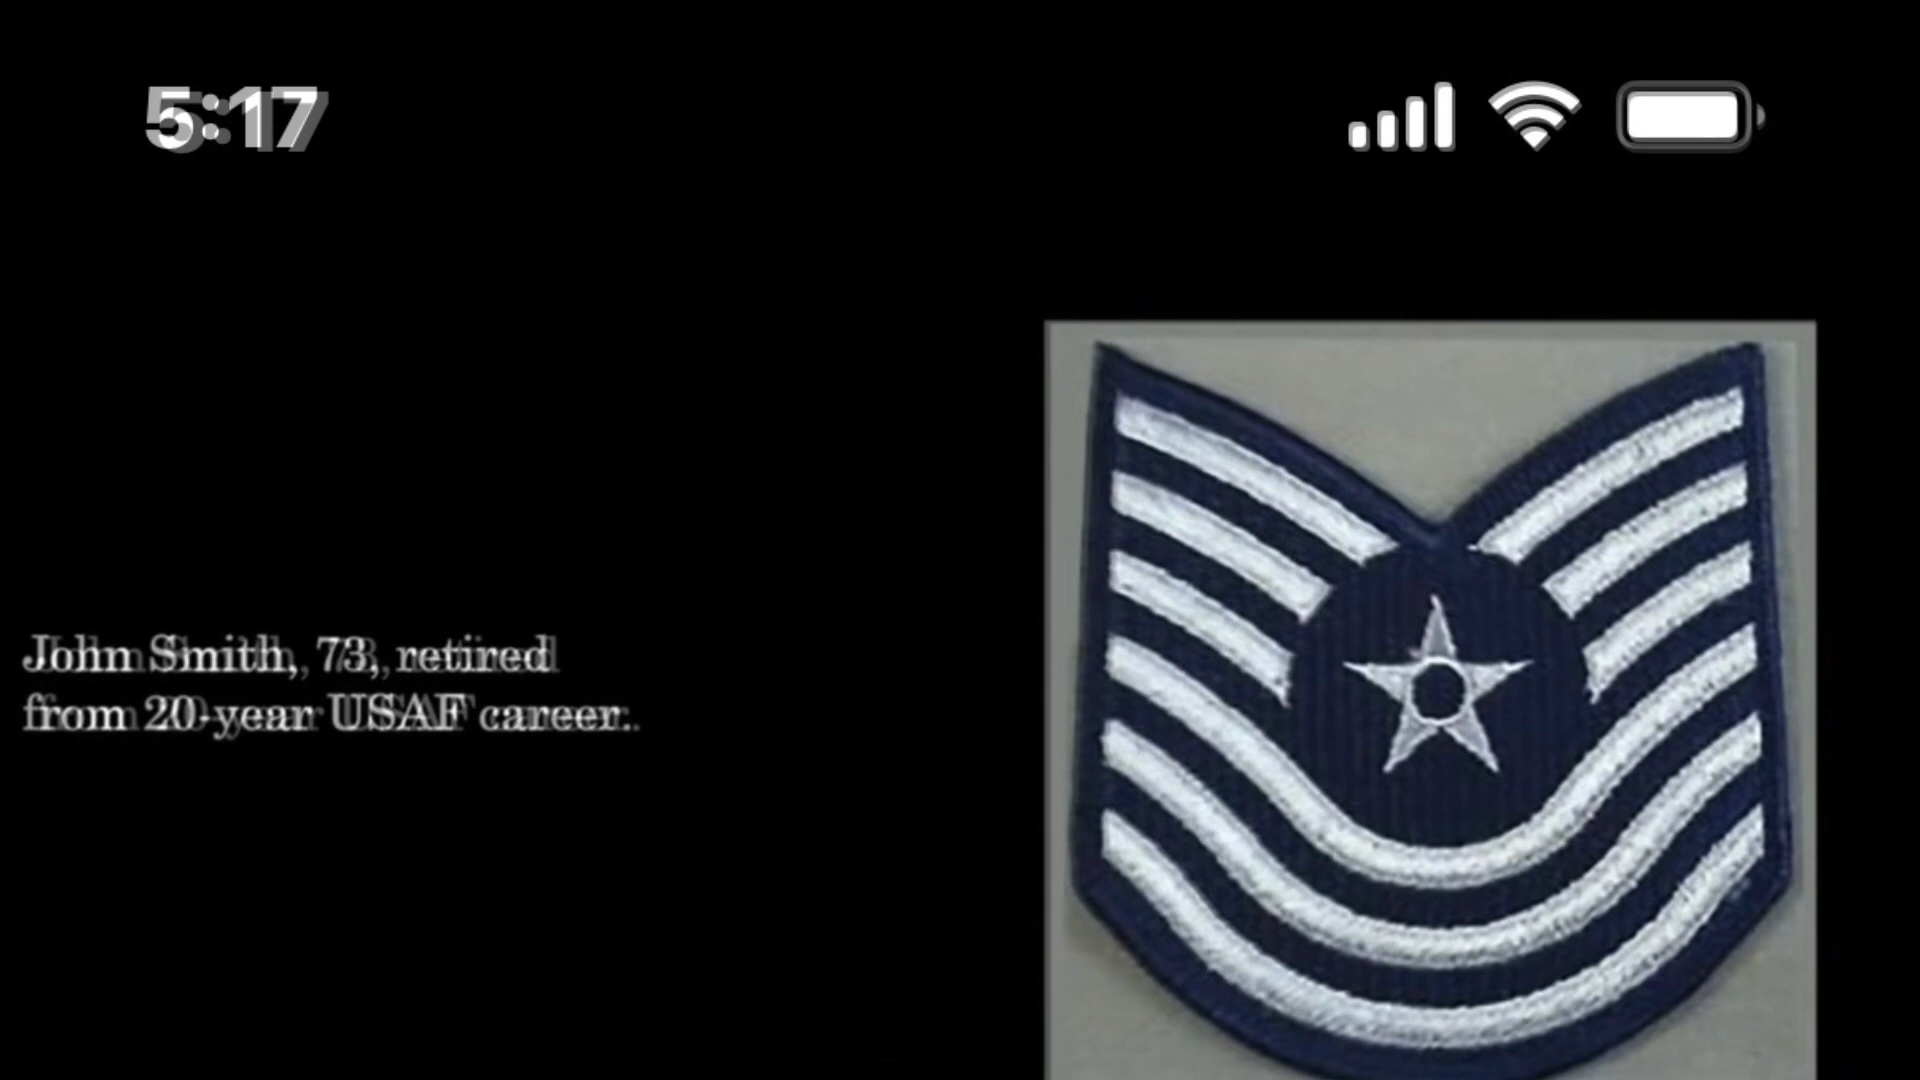 5:17
John Smith, 73, retired
from 20-year USAF career.